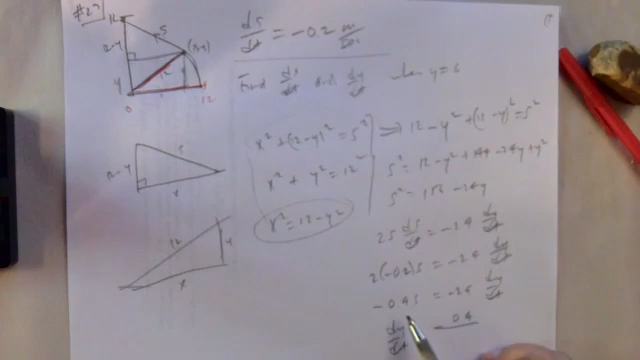 #27
12
s
12-y
(x,y)
12
y
0
12
ds/dt = -0.2 m/sec
Find ds/dt and dy/dt when y=6
x² + (12-y)² = s²
x² + y² = 12²
x² = 12 - y²
⇒ 12 - y² + (12-y)² = s²
s² = 12 - y² + 144 - 24y + y²
s² = 156 - 24y
2s ds/dt = -24 dy/dt
2(-0.2)s = -24 dy/dt
-0.4s = -24 dy/dt
dy/dt = 0.4
12-y
s
x
12
y
x